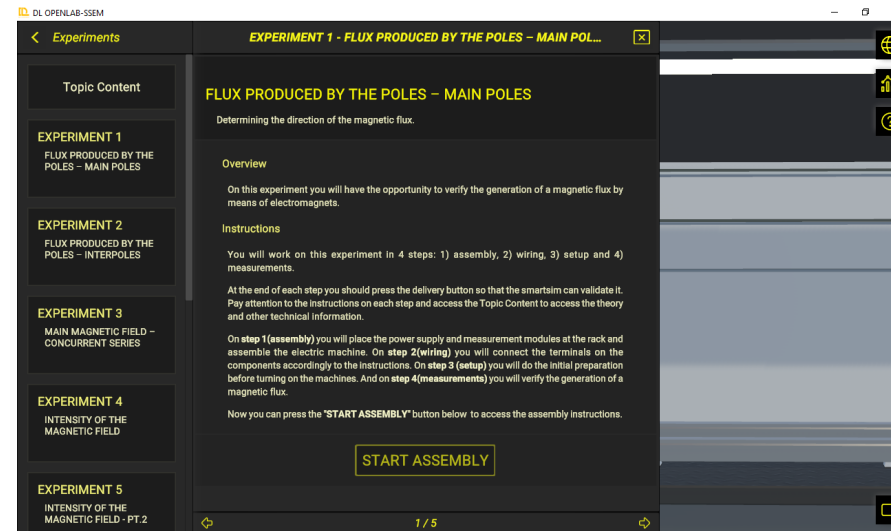 DL OPENLAB-SSEM
Experiments
EXPERIMENT 1 - FLUX PRODUCED BY THE POLES – MAIN POL...
Topic Content
EXPERIMENT 1
FLUX PRODUCED BY THE
POLES – MAIN POLES
EXPERIMENT 2
FLUX PRODUCED BY THE
POLES – INTERPOLES
EXPERIMENT 3
MAIN MAGNETIC FIELD –
CONCURRENT SERIES
EXPERIMENT 4
INTENSITY OF THE
MAGNETIC FIELD
EXPERIMENT 5
INTENSITY OF THE
MAGNETIC FIELD - PT.2
FLUX PRODUCED BY THE POLES – MAIN POLES
Determining the direction of the magnetic flux.
Overview
On this experiment you will have the opportunity to verify the generation of a magnetic flux by
means of electromagnets.
Instructions
You will work on this experiment in 4 steps: 1) assembly, 2) wiring, 3) setup and 4)
measurements.
At the end of each step you should press the delivery button so that the smartsim can validate it.
Pay attention to the instructions on each step and access the Topic Content to access the theory
and other technical information.
On step 1(assembly) you will place the power supply and measurement modules at the rack and
assemble the electric machine. On step 2(wiring) you will connect the terminals on the
components accordingly to the instructions. On step 3 (setup) you will do the initial preparation
before turning on the machines. And on step 4(measurements) you will verify the generation of a
magnetic flux.
Now you can press the "START ASSEMBLY" button below to access the assembly instructions.
START ASSEMBLY
1 / 5